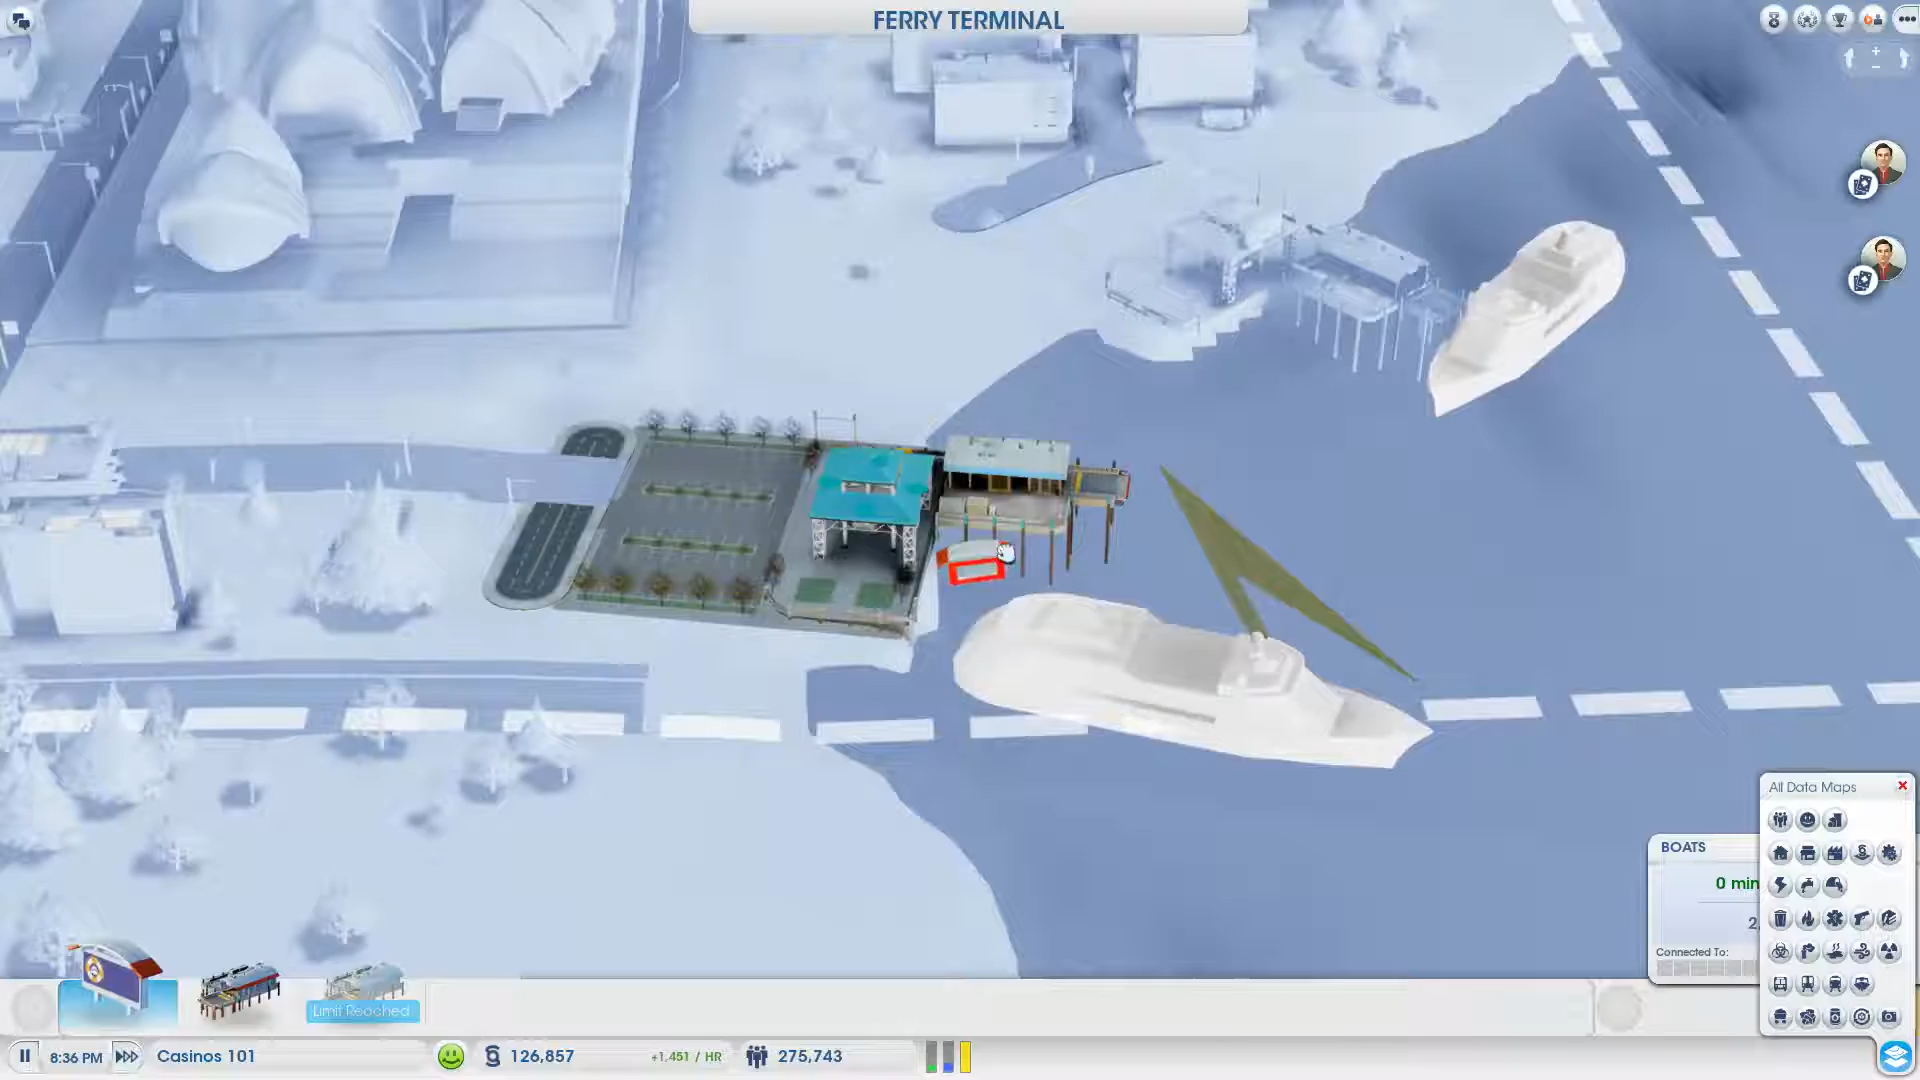 FERRY TERMINAL
All Data Maps
BOATS
0 min
2,
Connected To:
Limit Reached
8:36 PM
Casinos 101
126,857
+1,451 / HR
275,743